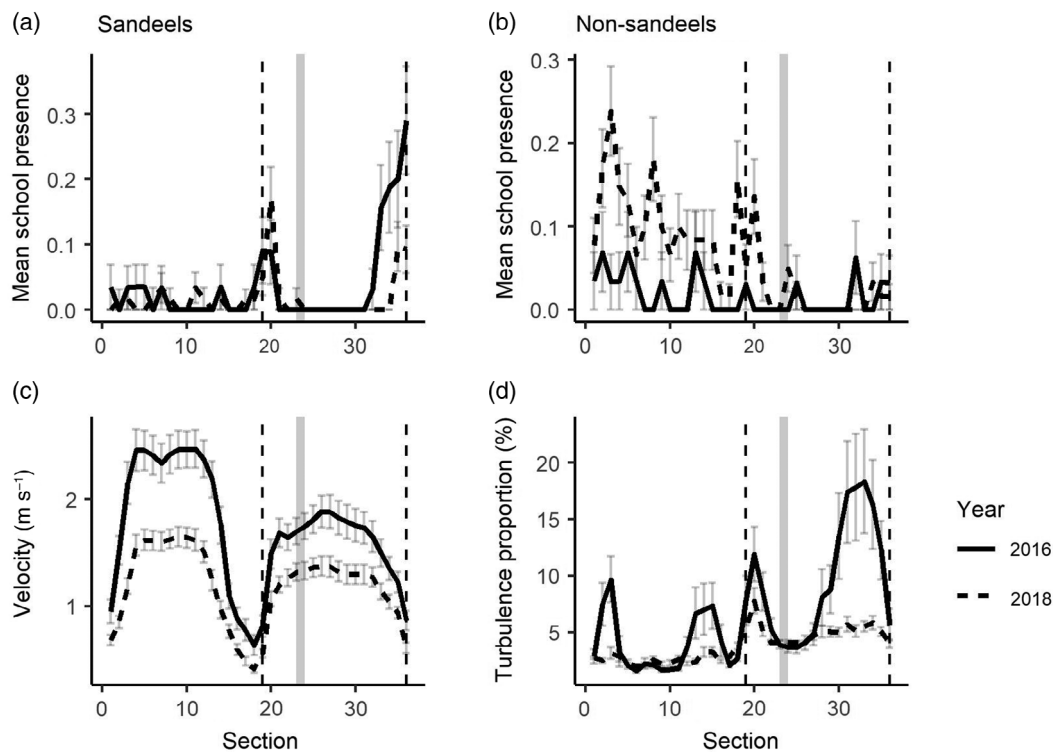 (a) Sandeels
Mean school presence
0.3
0.2
0.1
0.0
0 10 20 30
(b) Non-sandeels
Mean school presence
0.3
0.2
0.1
0.0
0 10 20 30
(c)
Velocity (m s⁻¹)
2
1
0 10 20 30
Section
(d)
Turbulence proportion (%)
20
15
10
5
0 10 20 30
Section
Year
2016
2018